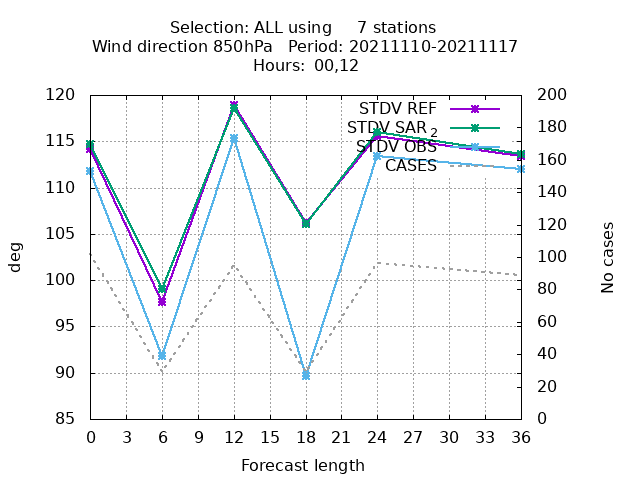 Selection: ALL using     7 stations
Wind direction 850hPa   Period: 20211110-20211117
Hours: 00,12
120
115
110
105
100
95
90
85
200
180
160
140
120
100
80
60
40
20
0
deg
No cases
STDV REF
STDV SAR 2
STDV OBS
CASES
0 3 6 9 12 15 18 21 24 27 30 33 36
Forecast length